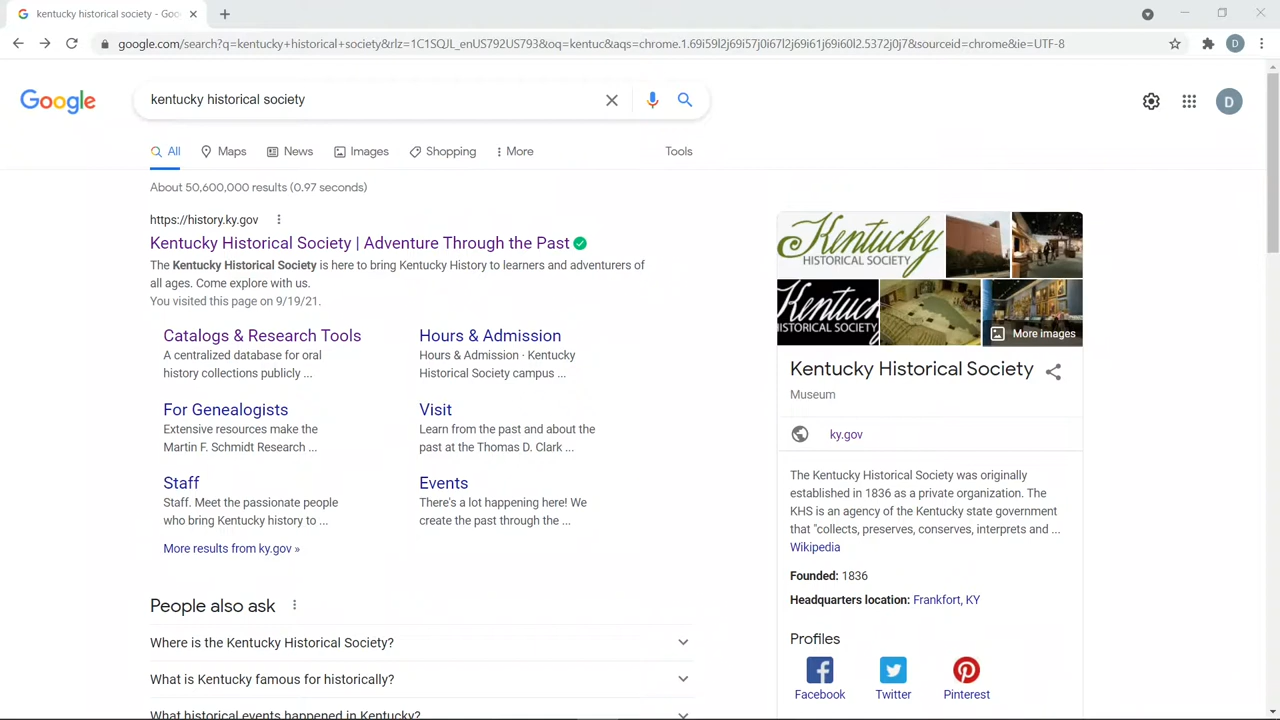 kentucky historical society - Goo
google.com/search?q=kentucky+historical+society&rlz=1C1SQJL_enUS792US793&oq=kentuc&aqs=chrome.1.69i59l2j69i57j0i67l2j69i61j69i60l2.5372j0j7&sourceid=chrome&ie=UTF-8
D
Google
kentucky historical society
D
All
Maps
News
Images
Shopping
More
Tools
About 50,600,000 results (0.97 seconds)
https://history.ky.gov
Kentucky Historical Society | Adventure Through the Past
The Kentucky Historical Society is here to bring Kentucky History to learners and adventurers of
all ages. Come explore with us.
You visited this page on 9/19/21.
Catalogs & Research Tools
A centralized database for oral
history collections publicly ...
Hours & Admission
Hours & Admission · Kentucky
Historical Society campus ...
For Genealogists
Extensive resources make the
Martin F. Schmidt Research ...
Visit
Learn from the past and about the
past at the Thomas D. Clark ...
Staff
Staff. Meet the passionate people
who bring Kentucky history to ...
Events
There's a lot happening here! We
create the past through the ...
More results from ky.gov »
People also ask
Where is the Kentucky Historical Society?
What is Kentucky famous for historically?
What historical events happened in Kentucky?
Kentucky
HISTORICAL SOCIETY
Kentuc
ISTORICAL SOCIETY
More images
Kentucky Historical Society
Museum
ky.gov
The Kentucky Historical Society was originally
established in 1836 as a private organization. The
KHS is an agency of the Kentucky state government
that "collects, preserves, conserves, interprets and ...
Wikipedia
Founded: 1836
Headquarters location: Frankfort, KY
Profiles
Facebook
Twitter
Pinterest